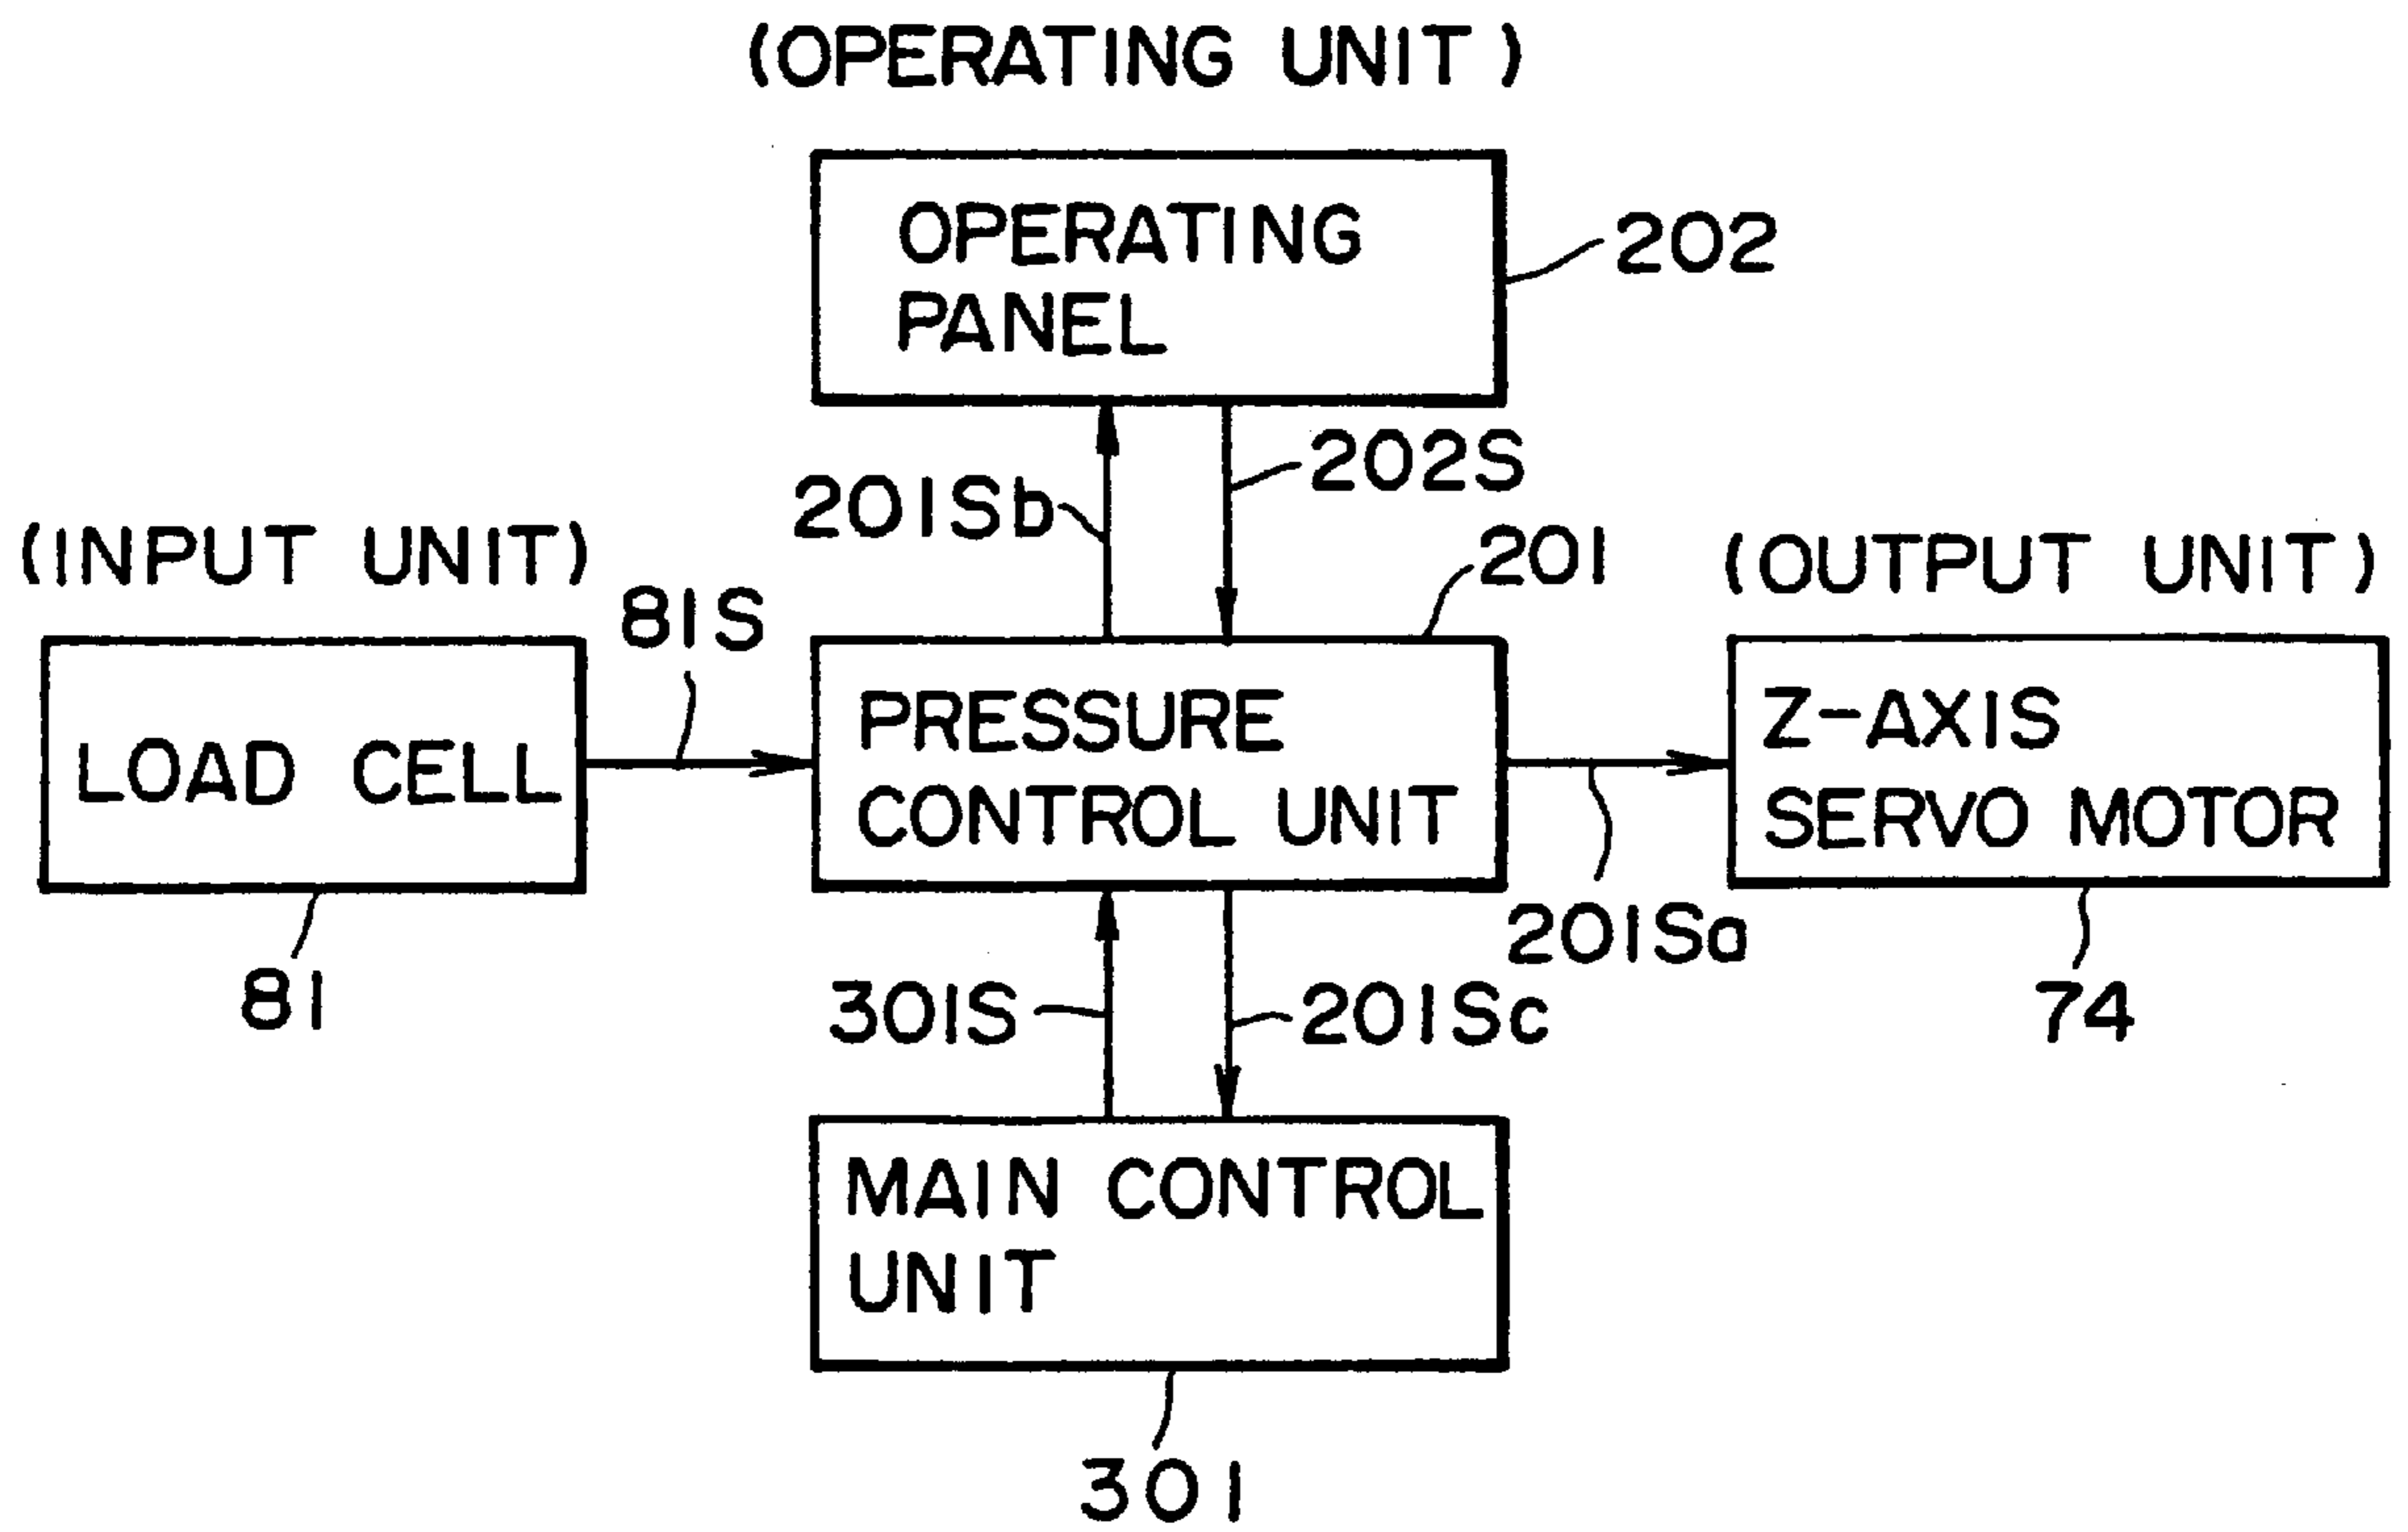 (OPERATING UNIT)
OPERATING
PANEL
202
201Sb
202S
(INPUT UNIT)
81S
201
(OUTPUT UNIT)
LOAD CELL
PRESSURE
CONTROL UNIT
Z-AXIS
SERVO MOTOR
81
201Sa
74
301S
201Sc
MAIN CONTROL
UNIT
301